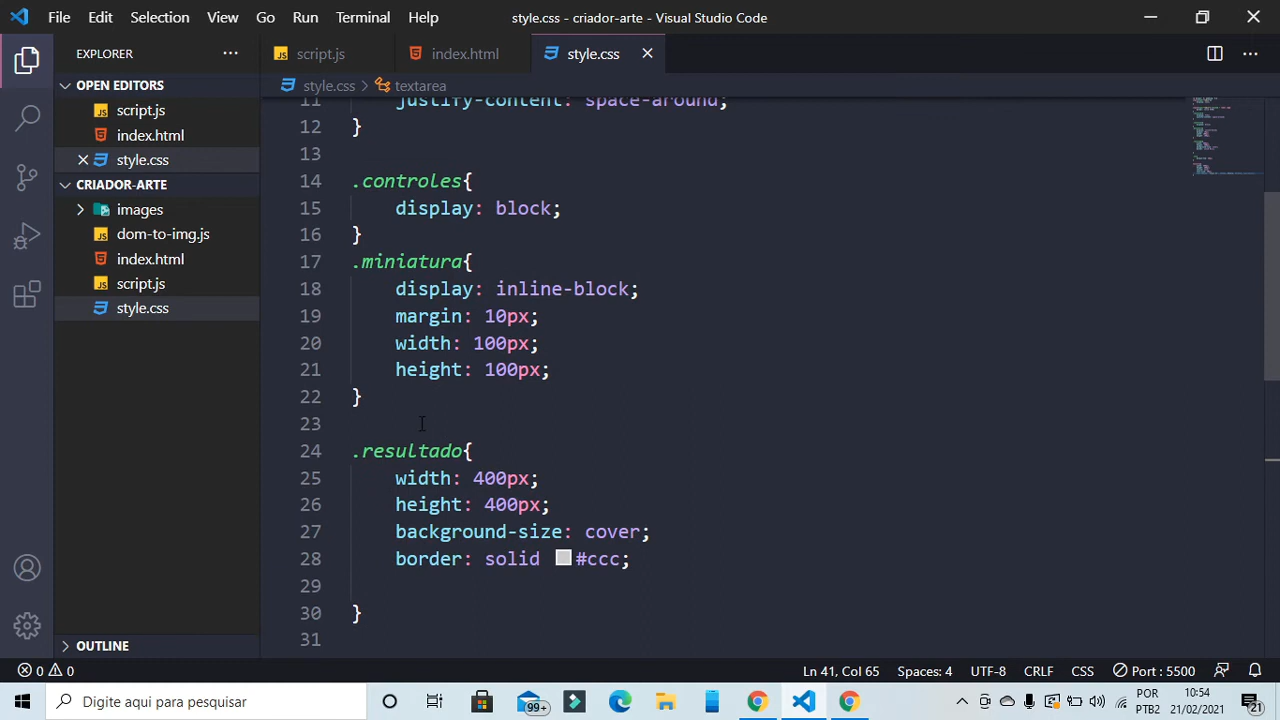 File Edit Selection View Go Run Terminal Help style.css - criador-arte - Visual Studio Code
EXPLORER
script.js index.html style.css
OPEN EDITORS
style.css > textarea
script.js
index.html
style.css
CRIADOR-ARTE
images
dom-to-img.js
index.html
script.js
style.css
OUTLINE
11 justify-content: space-around;
12 }
13
14 .controles{
15 display: block;
16 }
17 .miniatura{
18 display: inline-block;
19 margin: 10px;
20 width: 100px;
21 height: 100px;
22 }
23
24 .resultado{
25 width: 400px;
26 height: 400px;
27 background-size: cover;
28 border: solid #ccc;
29
30 }
31
0 0 Ln 41, Col 65 Spaces: 4 UTF-8 CRLF CSS Port : 5500
Digite aqui para pesquisar 99+ POR 10:54
PTB2 21/02/2021 21